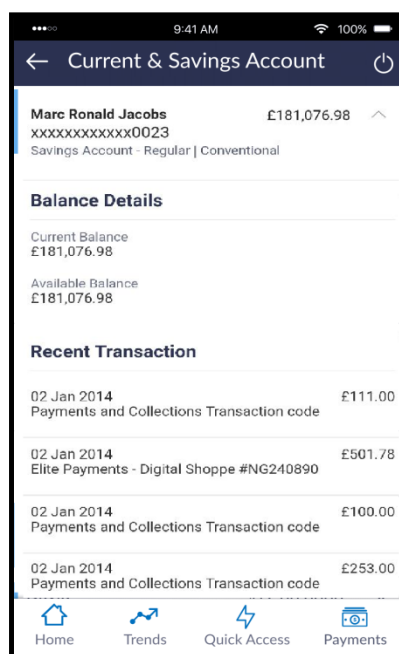 9:41 AM
100%
Current & Savings Account
Marc Ronald Jacobs £181,076.98
xxxxxxxxxxxx0023
Savings Account - Regular | Conventional
Balance Details
Current Balance
£181,076.98
Available Balance
£181,076.98
Recent Transaction
02 Jan 2014 £111.00
Payments and Collections Transaction code
02 Jan 2014 £501.78
Elite Payments - Digital Shoppe #NG240890
02 Jan 2014 £100.00
Payments and Collections Transaction code
02 Jan 2014 £253.00
Payments and Collections Transaction code
Home Trends Quick Access Payments